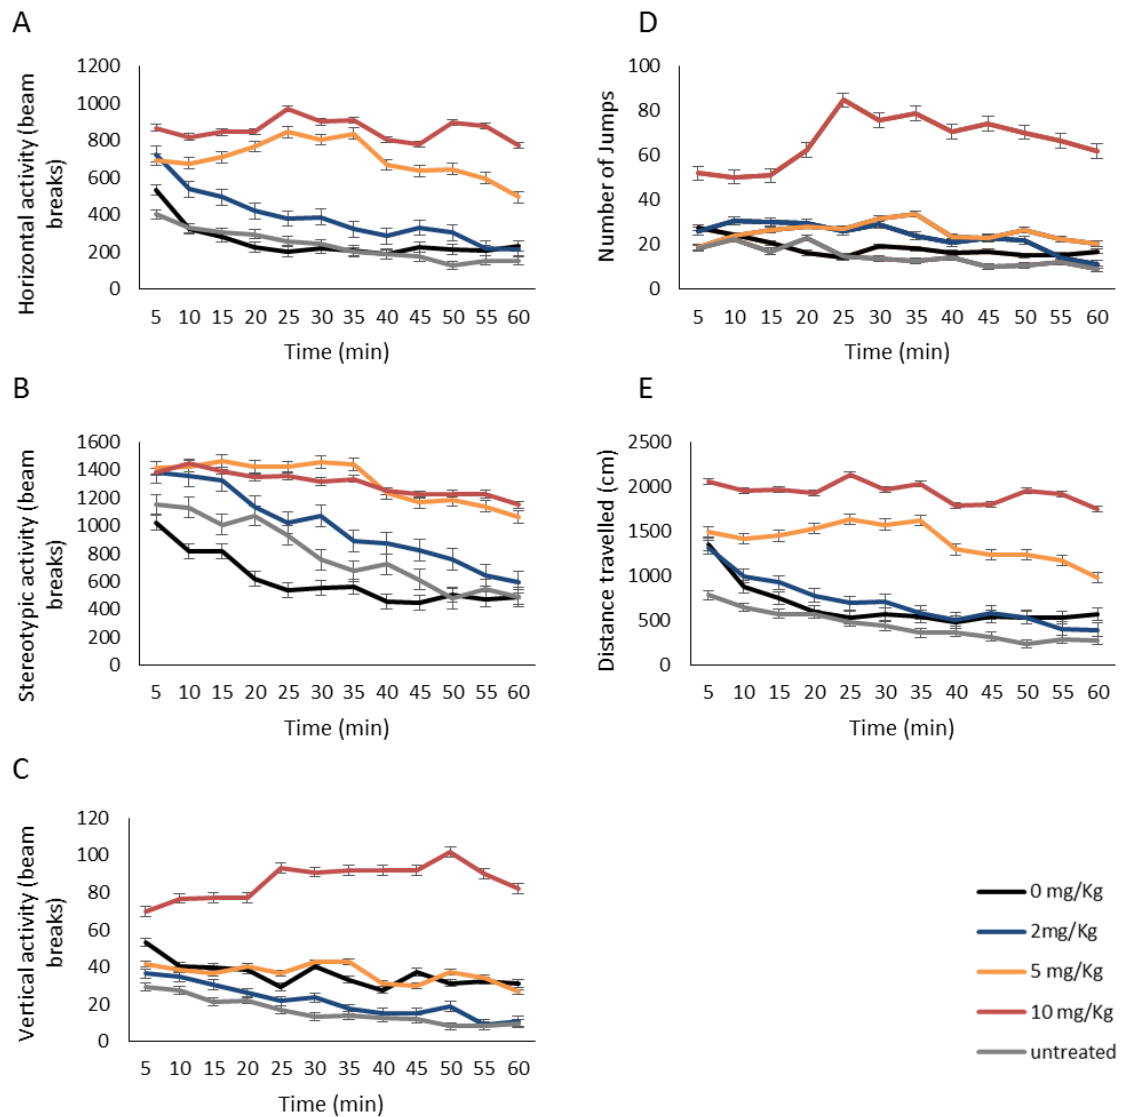 A
Horizontal activity (beam
breaks)
1200
1000
800
600
400
200
0
5 10 15 20 25 30 35 40 45 50 55 60
Time (min)
D
Number of Jumps
100
80
60
40
20
0
5 10 15 20 25 30 35 40 45 50 55 60
Time (min)
B
Stereotypic activity (beam
breaks)
1600
1400
1200
1000
800
600
400
200
0
5 10 15 20 25 30 35 40 45 50 55 60
Time (min)
E
Distance travelled (cm)
2500
2000
1500
1000
500
0
5 10 15 20 25 30 35 40 45 50 55 60
Time (min)
C
Vertical activity (beam
breaks)
120
100
80
60
40
20
0
5 10 15 20 25 30 35 40 45 50 55 60
Time (min)
0 mg/Kg
2mg/Kg
5 mg/Kg
10 mg/Kg
untreated